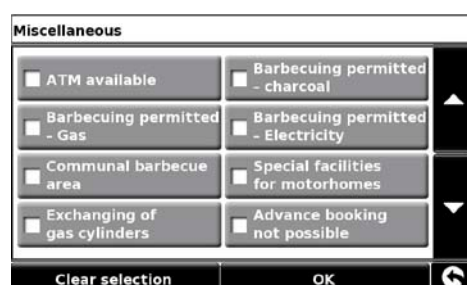 Miscellaneous
ATM available
Barbecuing permitted
- charcoal
Barbecuing permitted
- Gas
Barbecuing permitted
- Electricity
Communal barbecue
area
Special facilities
for motorhomes
Exchanging of
gas cylinders
Advance booking
not possible
Clear selection
OK